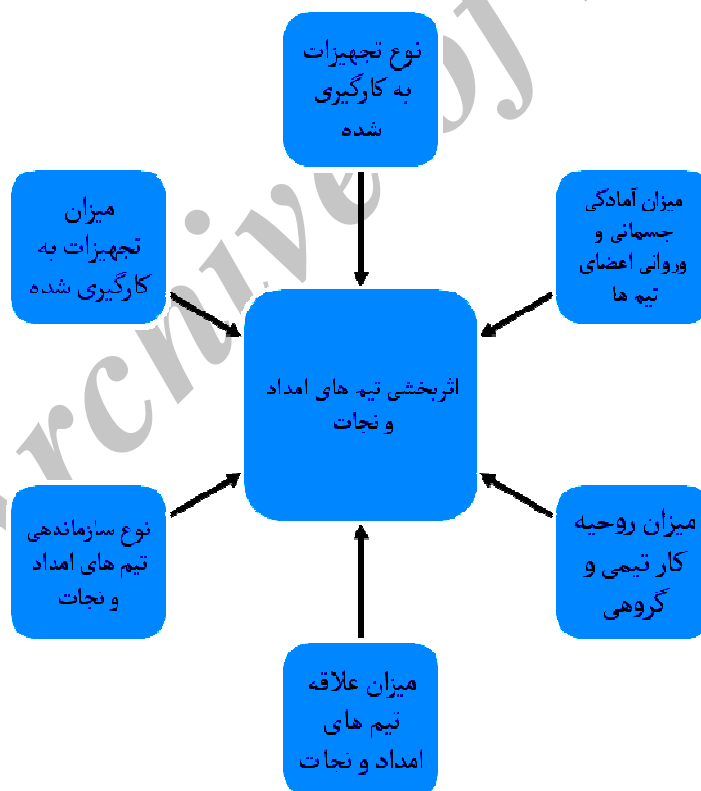 نوع تجهیزات
به کارگیری
شده
میزان آمادگی
جسمانی و
وروانی اعضای
تیم ها
میزان
تجهیزات به
کارگیری شده
اثربخشی تیم های امداد
و نجات
میزان روحیه
کار تیمی و
گروهی
نوع سازماندهی
تیم های امداد
و نجات
میزان علاقه
تیم های
امداد و نجات
Archive of